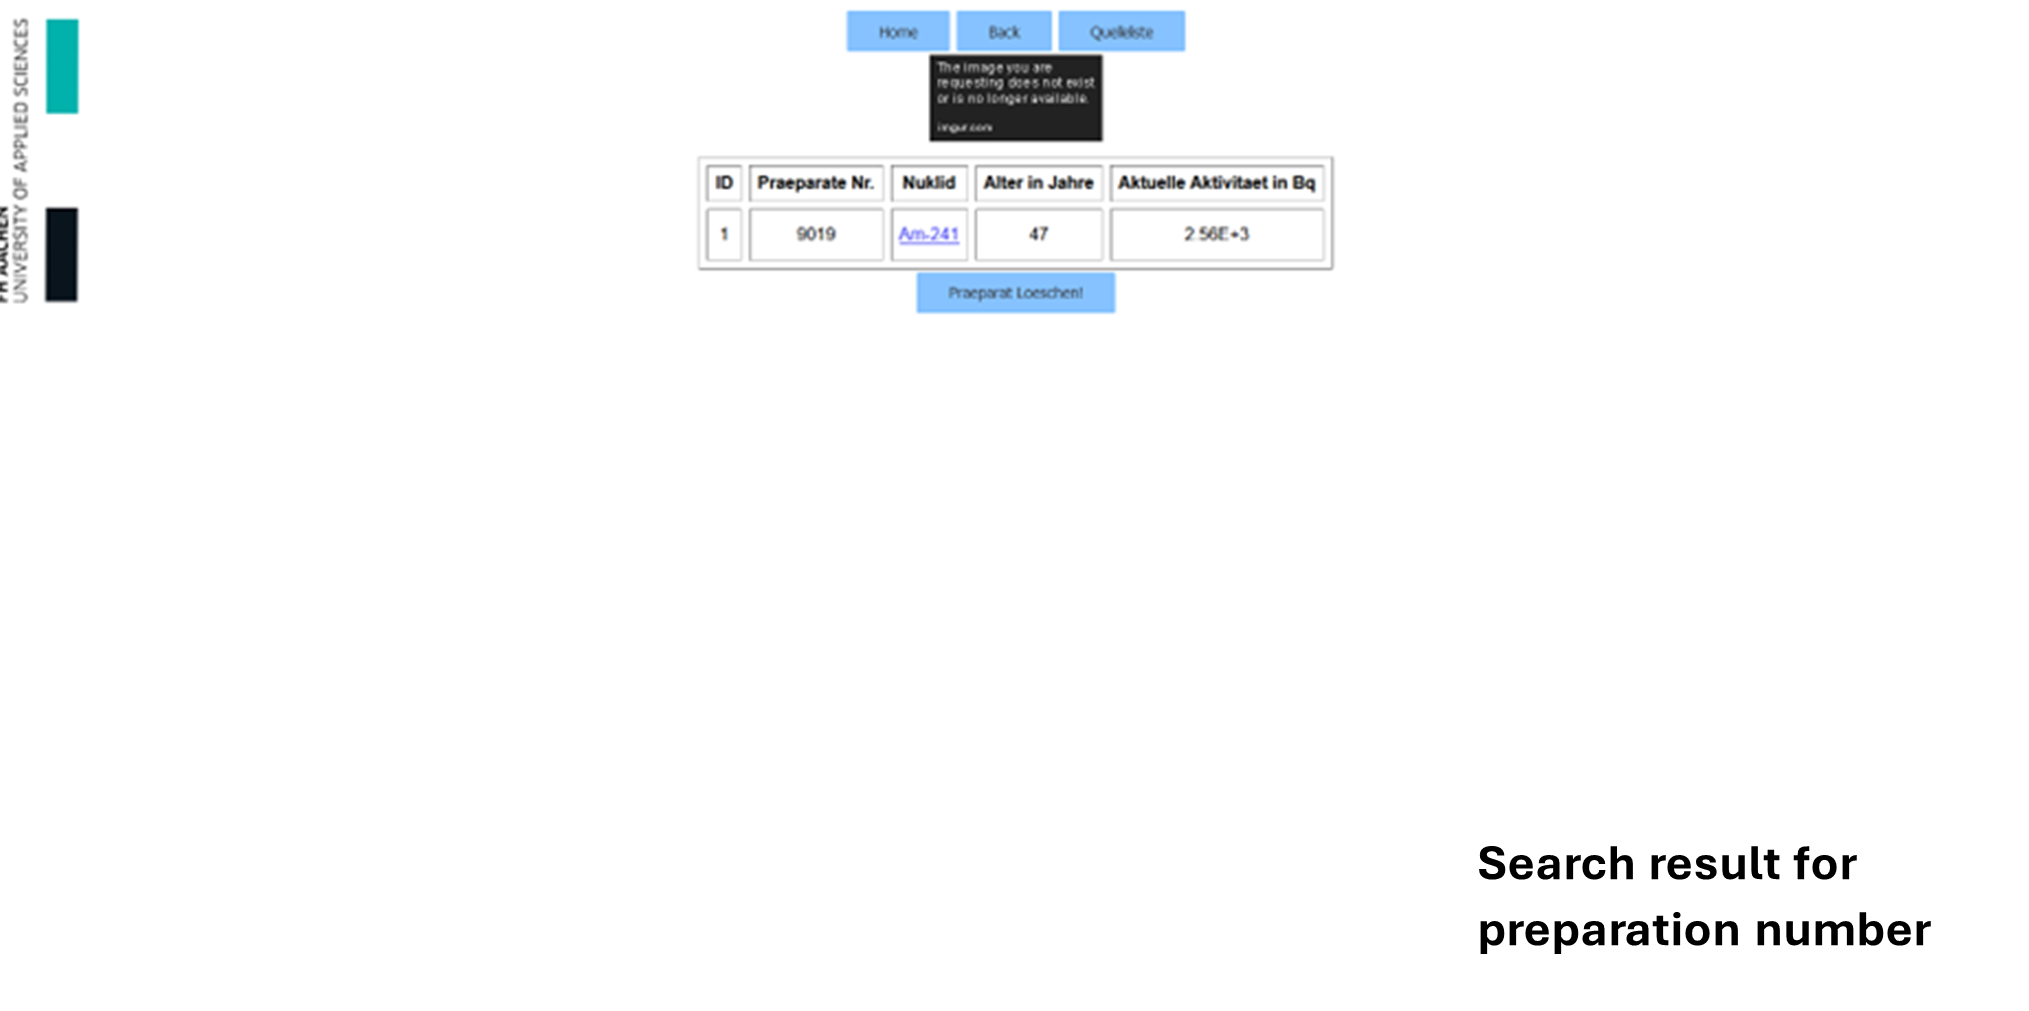 FH AACHEN
UNIVERSITY OF APPLIED SCIENCES
Home Back Quelleliste
The image you are
requesting does not exist
or is no longer available.
imgur.com
ID Praeparate Nr. Nuklid Alter in Jahre Aktuelle Aktivitaet in Bq
1 9019 Am-241 47 2.56E+3
Praeparat Loeschen!
Search result for
preparation number